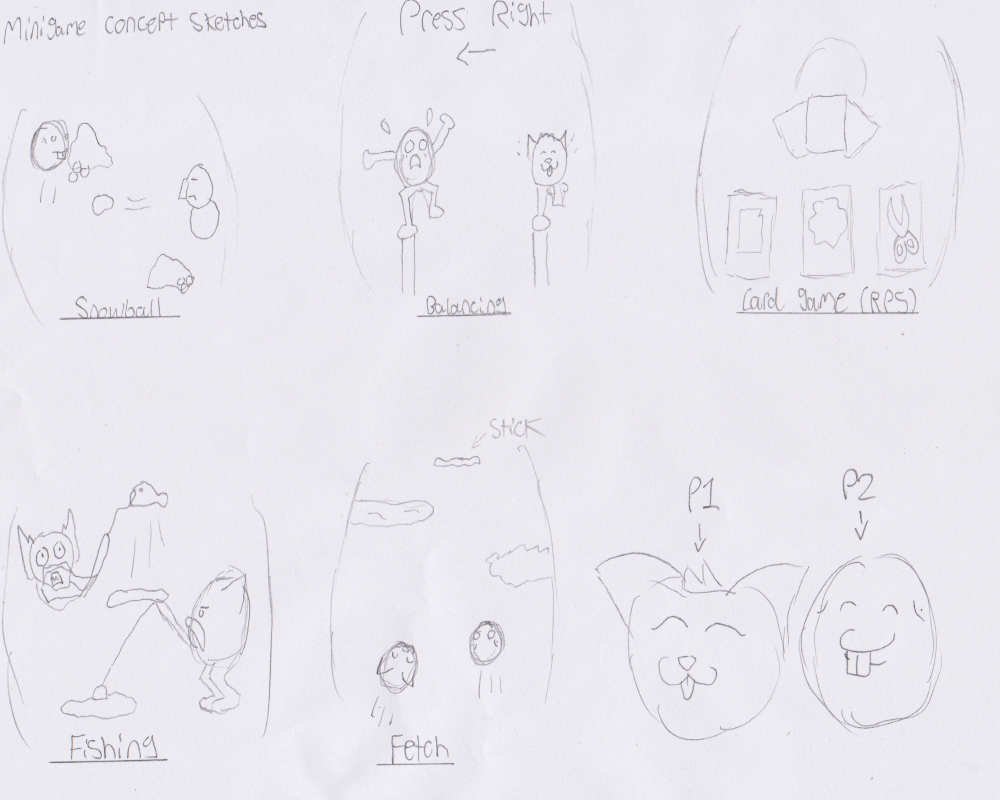 Minigame concept sketches
Press Right
Snowball
Balancing
Card game (RPS)
Stick
P1
P2
Fishing
Fetch